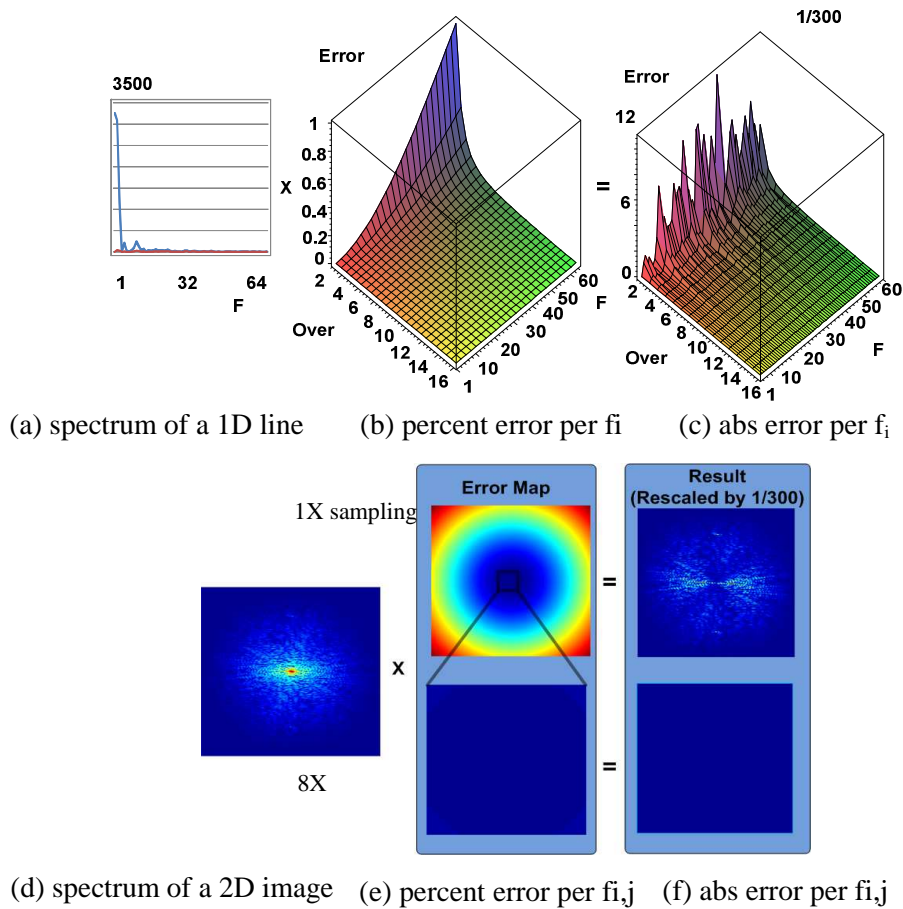 3500
1 32 64
F
X
Error
1
0.8
0.6
0.4
0.2
0
2 4 6 8 10 12 14 16
Over
1 10 20 30 40 50 60
F
=
1/300
Error
12
6
0
2 4 6 8 10 12 14 16
Over
1 10 20 30 40 50 60
F
(a) spectrum of a 1D line (b) percent error per fi (c) abs error per fi
1X sampling
Error Map
Result
(Rescaled by 1/300)
X
=
=
8X
(d) spectrum of a 2D image (e) percent error per fi,j (f) abs error per fi,j